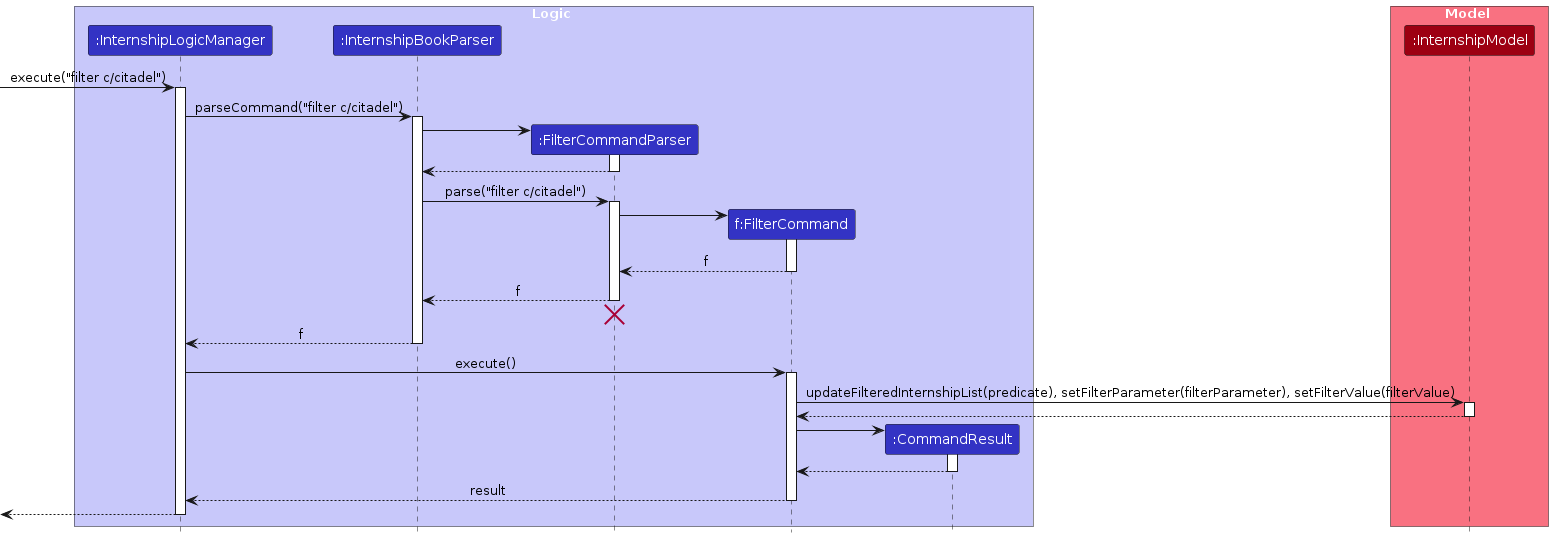 Logic
Model
:InternshipLogicManager
:InternshipBookParser
:InternshipModel
execute("filter c/citadel")
parseCommand("filter c/citadel")
:FilterCommandParser
parse("filter c/citadel")
f:FilterCommand
f
f
f
execute()
updateFilteredInternshipList(predicate), setFilterParameter(filterParameter), setFilterValue(filterValue)
:CommandResult
result